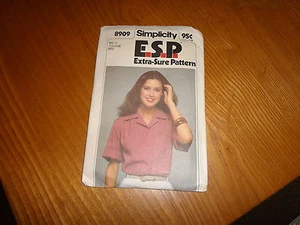 8909 Simplicity 95¢
E.S.P.
Extra-Sure Pattern